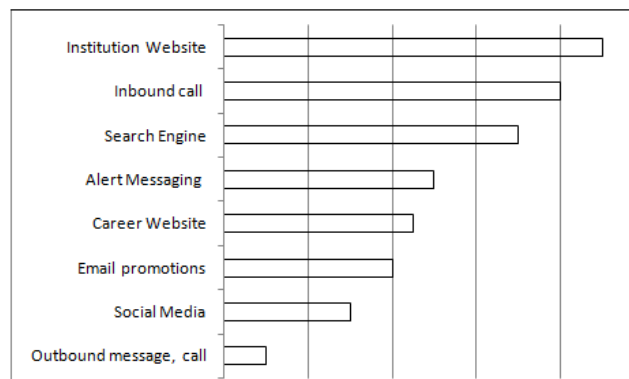 Institution Website
Inbound call
Search Engine
Alert Messaging
Career Website
Email promotions
Social Media
Outbound message, call